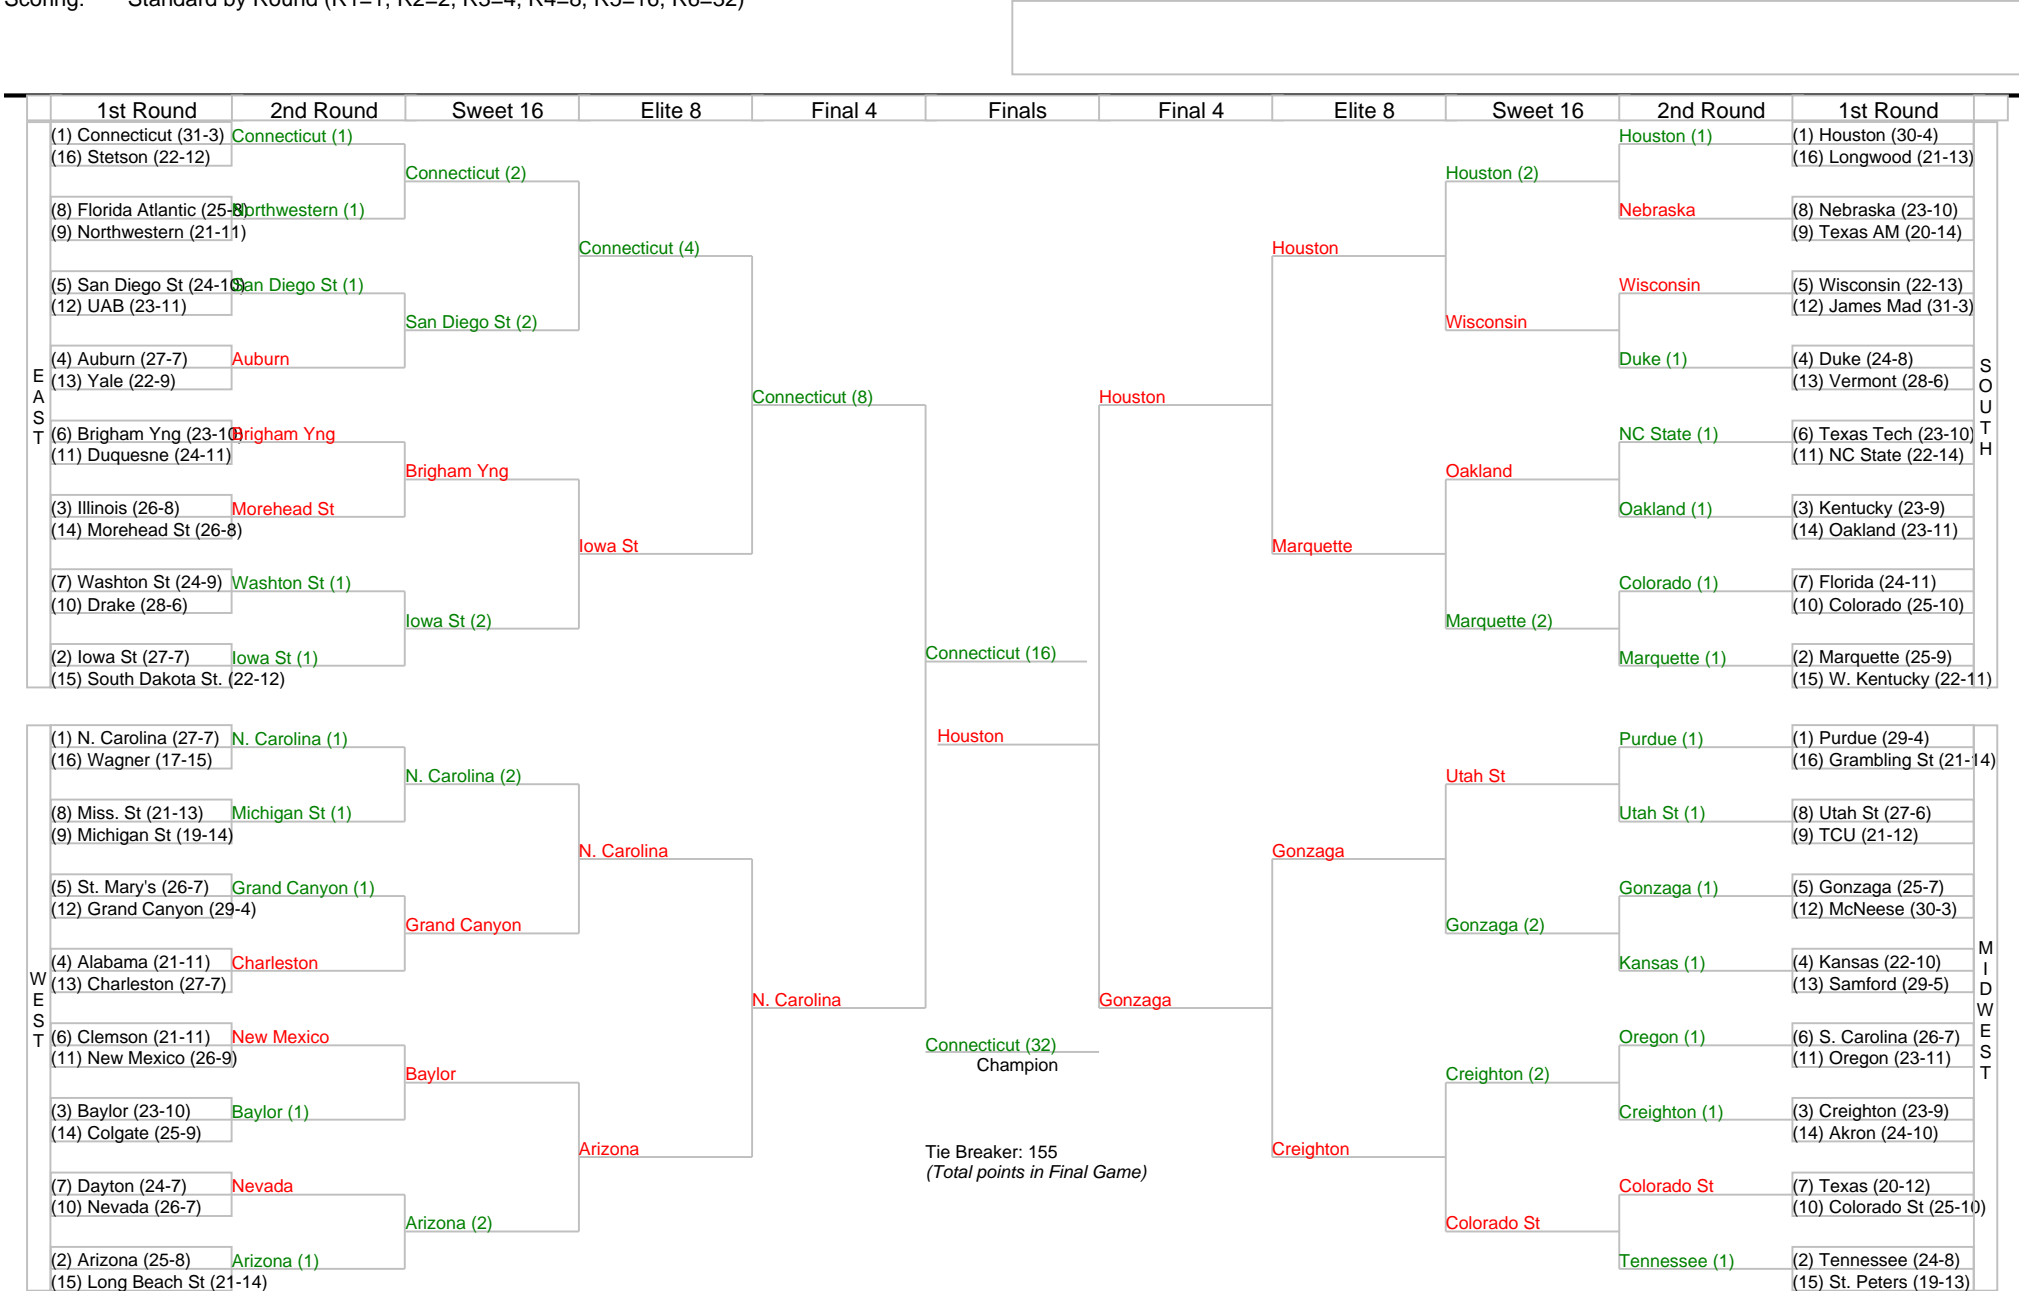 Scoring: Standard by Round (R1=1, R2=2, R3=4, R4=8, R5=16, R6=32)
1st Round 2nd Round Sweet 16 Elite 8 Final 4 Finals Final 4 Elite 8 Sweet 16 2nd Round 1st Round
EAST
(1) Connecticut (31-3)
(16) Stetson (22-12)
(8) Florida Atlantic (25-8)
(9) Northwestern (21-11)
(5) San Diego St (24-10)
(12) UAB (23-11)
(4) Auburn (27-7)
(13) Yale (22-9)
(6) Brigham Yng (23-10)
(11) Duquesne (24-11)
(3) Illinois (26-8)
(14) Morehead St (26-8)
(7) Washton St (24-9)
(10) Drake (28-6)
(2) Iowa St (27-7)
(15) South Dakota St. (22-12)
Connecticut (1)
Northwestern (1)
San Diego St (1)
Auburn
Brigham Yng
Morehead St
Washton St (1)
Iowa St (1)
Connecticut (2)
San Diego St (2)
Brigham Yng
Iowa St (2)
Connecticut (4)
Iowa St
Connecticut (8)
WEST
(1) N. Carolina (27-7)
(16) Wagner (17-15)
(8) Miss. St (21-13)
(9) Michigan St (19-14)
(5) St. Mary's (26-7)
(12) Grand Canyon (29-4)
(4) Alabama (21-11)
(13) Charleston (27-7)
(6) Clemson (21-11)
(11) New Mexico (26-9)
(3) Baylor (23-10)
(14) Colgate (25-9)
(7) Dayton (24-7)
(10) Nevada (26-7)
(2) Arizona (25-8)
(15) Long Beach St (21-14)
N. Carolina (1)
Michigan St (1)
Grand Canyon (1)
Charleston
New Mexico
Baylor (1)
Nevada
Arizona (1)
N. Carolina (2)
Grand Canyon
Baylor
Arizona (2)
N. Carolina
Arizona
N. Carolina
Connecticut (16)
Houston
Connecticut (32)
Champion
Tie Breaker: 155
(Total points in Final Game)
Houston
Gonzaga
Houston
Marquette
Houston (2)
Wisconsin
Oakland
Marquette (2)
Houston (1)
Nebraska
Wisconsin
Duke (1)
NC State (1)
Oakland (1)
Colorado (1)
Marquette (1)
(1) Houston (30-4)
(16) Longwood (21-13)
(8) Nebraska (23-10)
(9) Texas AM (20-14)
(5) Wisconsin (22-13)
(12) James Mad (31-3)
(4) Duke (24-8)
(13) Vermont (28-6)
(6) Texas Tech (23-10)
(11) NC State (22-14)
(3) Kentucky (23-9)
(14) Oakland (23-11)
(7) Florida (24-11)
(10) Colorado (25-10)
(2) Marquette (25-9)
(15) W. Kentucky (22-11)
SOUTH
Gonzaga
Creighton
Utah St
Gonzaga (2)
Creighton (2)
Colorado St
Purdue (1)
Utah St (1)
Gonzaga (1)
Kansas (1)
Oregon (1)
Creighton (1)
Colorado St
Tennessee (1)
(1) Purdue (29-4)
(16) Grambling St (21-14)
(8) Utah St (27-6)
(9) TCU (21-12)
(5) Gonzaga (25-7)
(12) McNeese (30-3)
(4) Kansas (22-10)
(13) Samford (29-5)
(6) S. Carolina (26-7)
(11) Oregon (23-11)
(3) Creighton (23-9)
(14) Akron (24-10)
(7) Texas (20-12)
(10) Colorado St (25-10)
(2) Tennessee (24-8)
(15) St. Peters (19-13)
MIDWEST